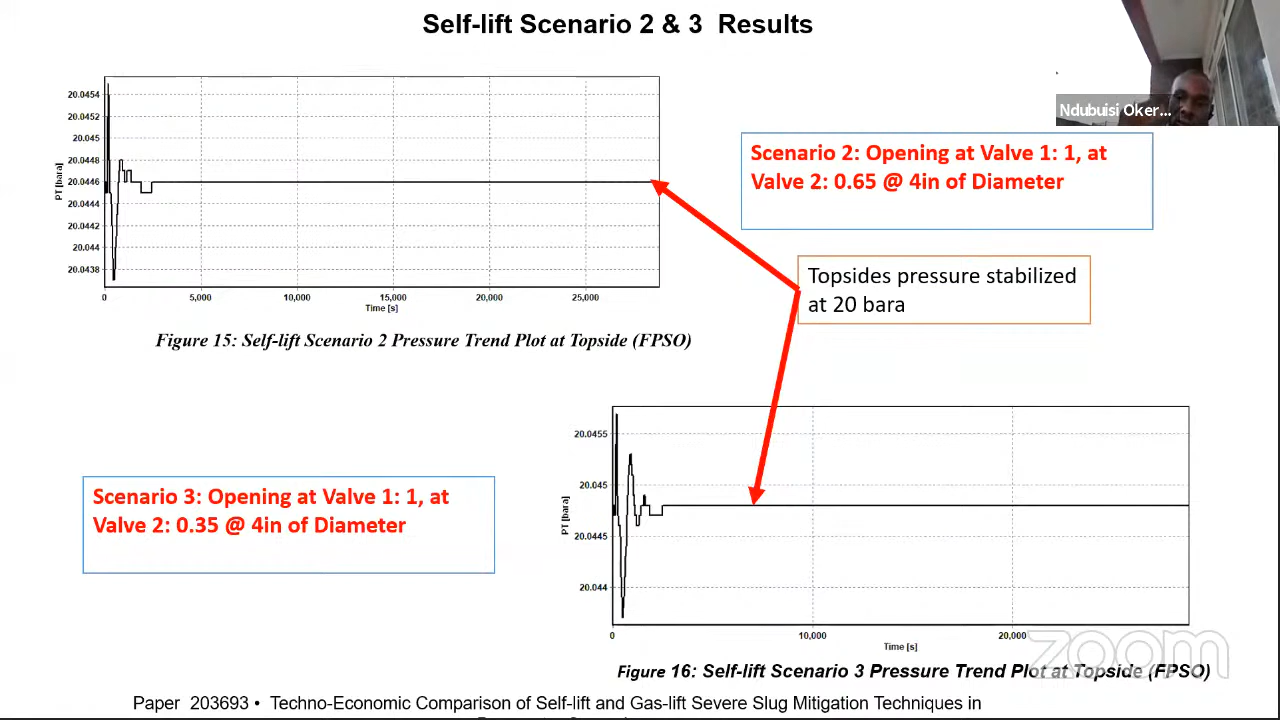 Self-lift Scenario 2 & 3 Results
Ndubuisi Oker...
20.0454
20.0452
20.045
20.0448
20.0446
20.0444
20.0442
20.044
20.0438
PT [bara]
0 5,000 10,000 15,000 20,000 25,000
Time [s]
Figure 15: Self-lift Scenario 2 Pressure Trend Plot at Topside (FPSO)
Scenario 2: Opening at Valve 1: 1, at
Valve 2: 0.65 @ 4in of Diameter
Topsides pressure stabilized
at 20 bara
Scenario 3: Opening at Valve 1: 1, at
Valve 2: 0.35 @ 4in of Diameter
20.0455
20.045
20.0445
20.044
PT [bara]
0 10,000 20,000
Time [s]
zoom
Figure 16: Self-lift Scenario 3 Pressure Trend Plot at Topside (FPSO)
Paper 203693 • Techno-Economic Comparison of Self-lift and Gas-lift Severe Slug Mitigation Techniques in